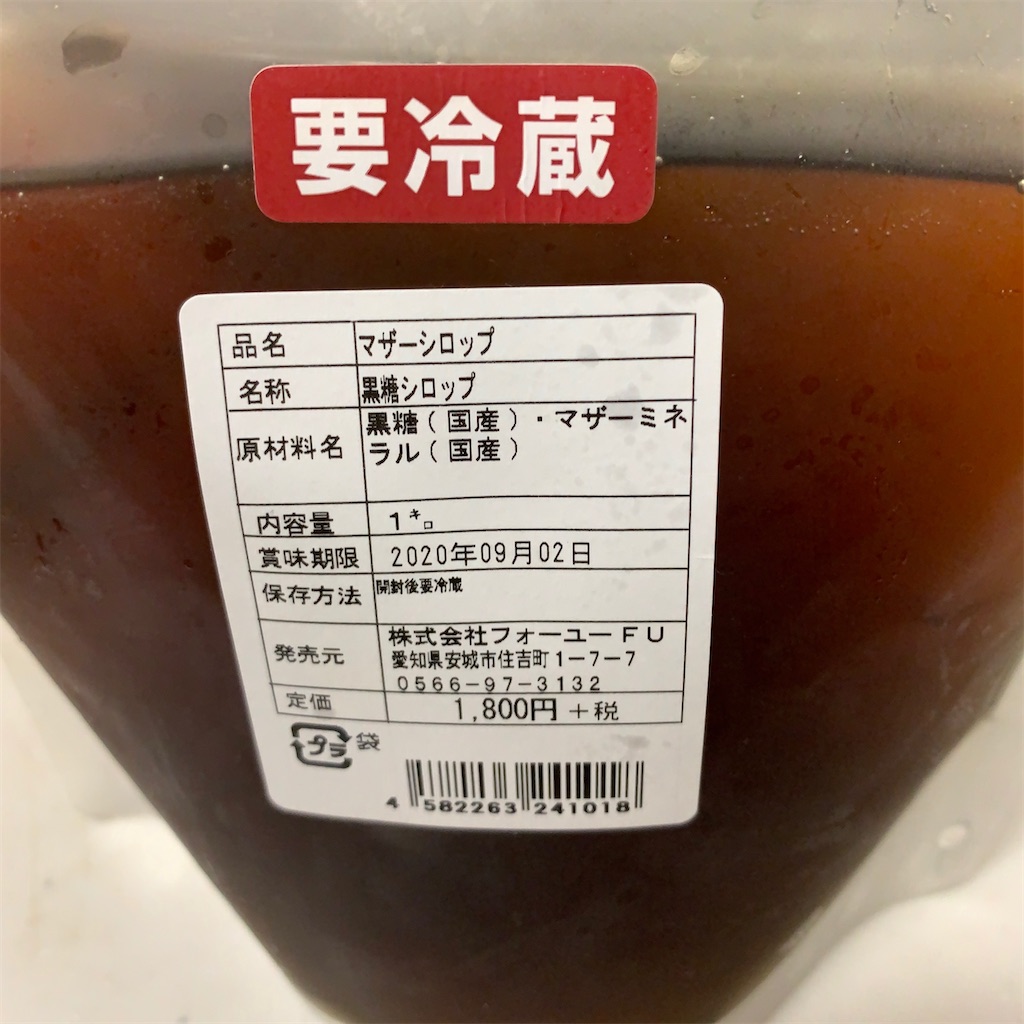 要冷蔵
品名 マザーシロップ
名称 黒糖シロップ
原材料名 黒糖(国産)・マザーミネ
ラル(国産)
内容量 1㌔
賞味期限 2020年09月02日
保存方法 開封後要冷蔵
発売元 株式会社フォーユーFU
愛知県安城市住吉町1-7-7
0566-97-3132
定価 1,800円+税
プラ 袋
4 582263 241018